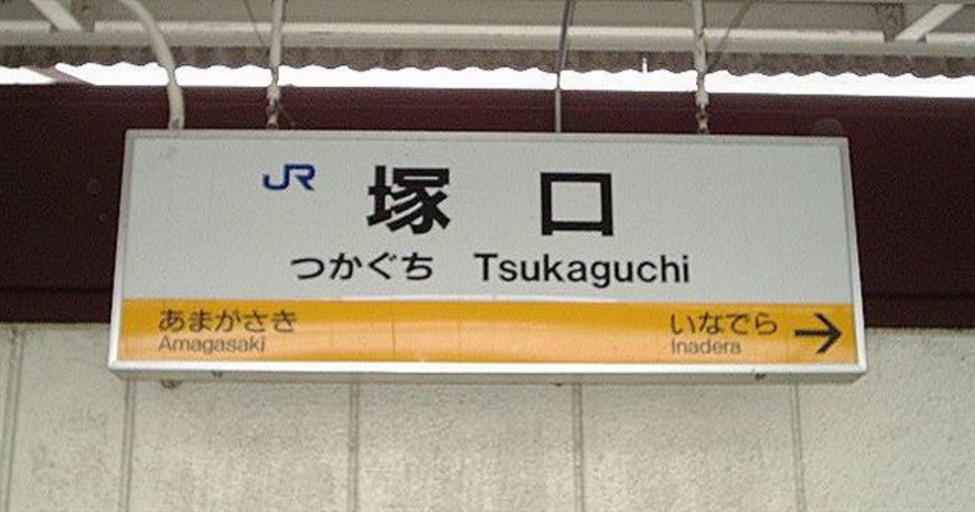 JR 塚口
つかぐち Tsukaguchi
あまがさき いなでら →
Amagasaki Inadera